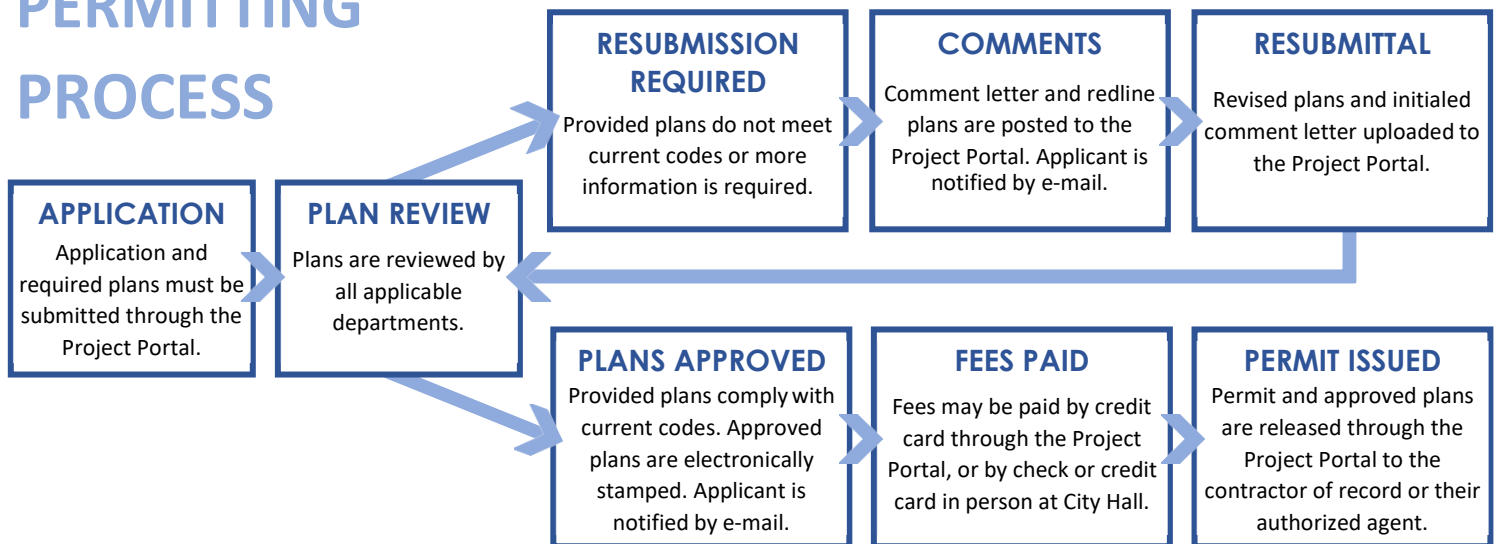 PERMITTING
PROCESS
APPLICATION
Application and
required plans must be
submitted through the
Project Portal.
PLAN REVIEW
Plans are reviewed by
all applicable
departments.
RESUBMISSION
REQUIRED
Provided plans do not meet
current codes or more
information is required.
COMMENTS
Comment letter and redline
plans are posted to the
Project Portal. Applicant is
notified by e-mail.
RESUBMITTAL
Revised plans and initialed
comment letter uploaded to
the Project Portal.
PLANS APPROVED
Provided plans comply with
current codes. Approved
plans are electronically
stamped. Applicant is
notified by e-mail.
FEES PAID
Fees may be paid by credit
card through the Project
Portal, or by check or credit
card in person at City Hall.
PERMIT ISSUED
Permit and approved plans
are released through the
Project Portal to the
contractor of record or their
authorized agent.